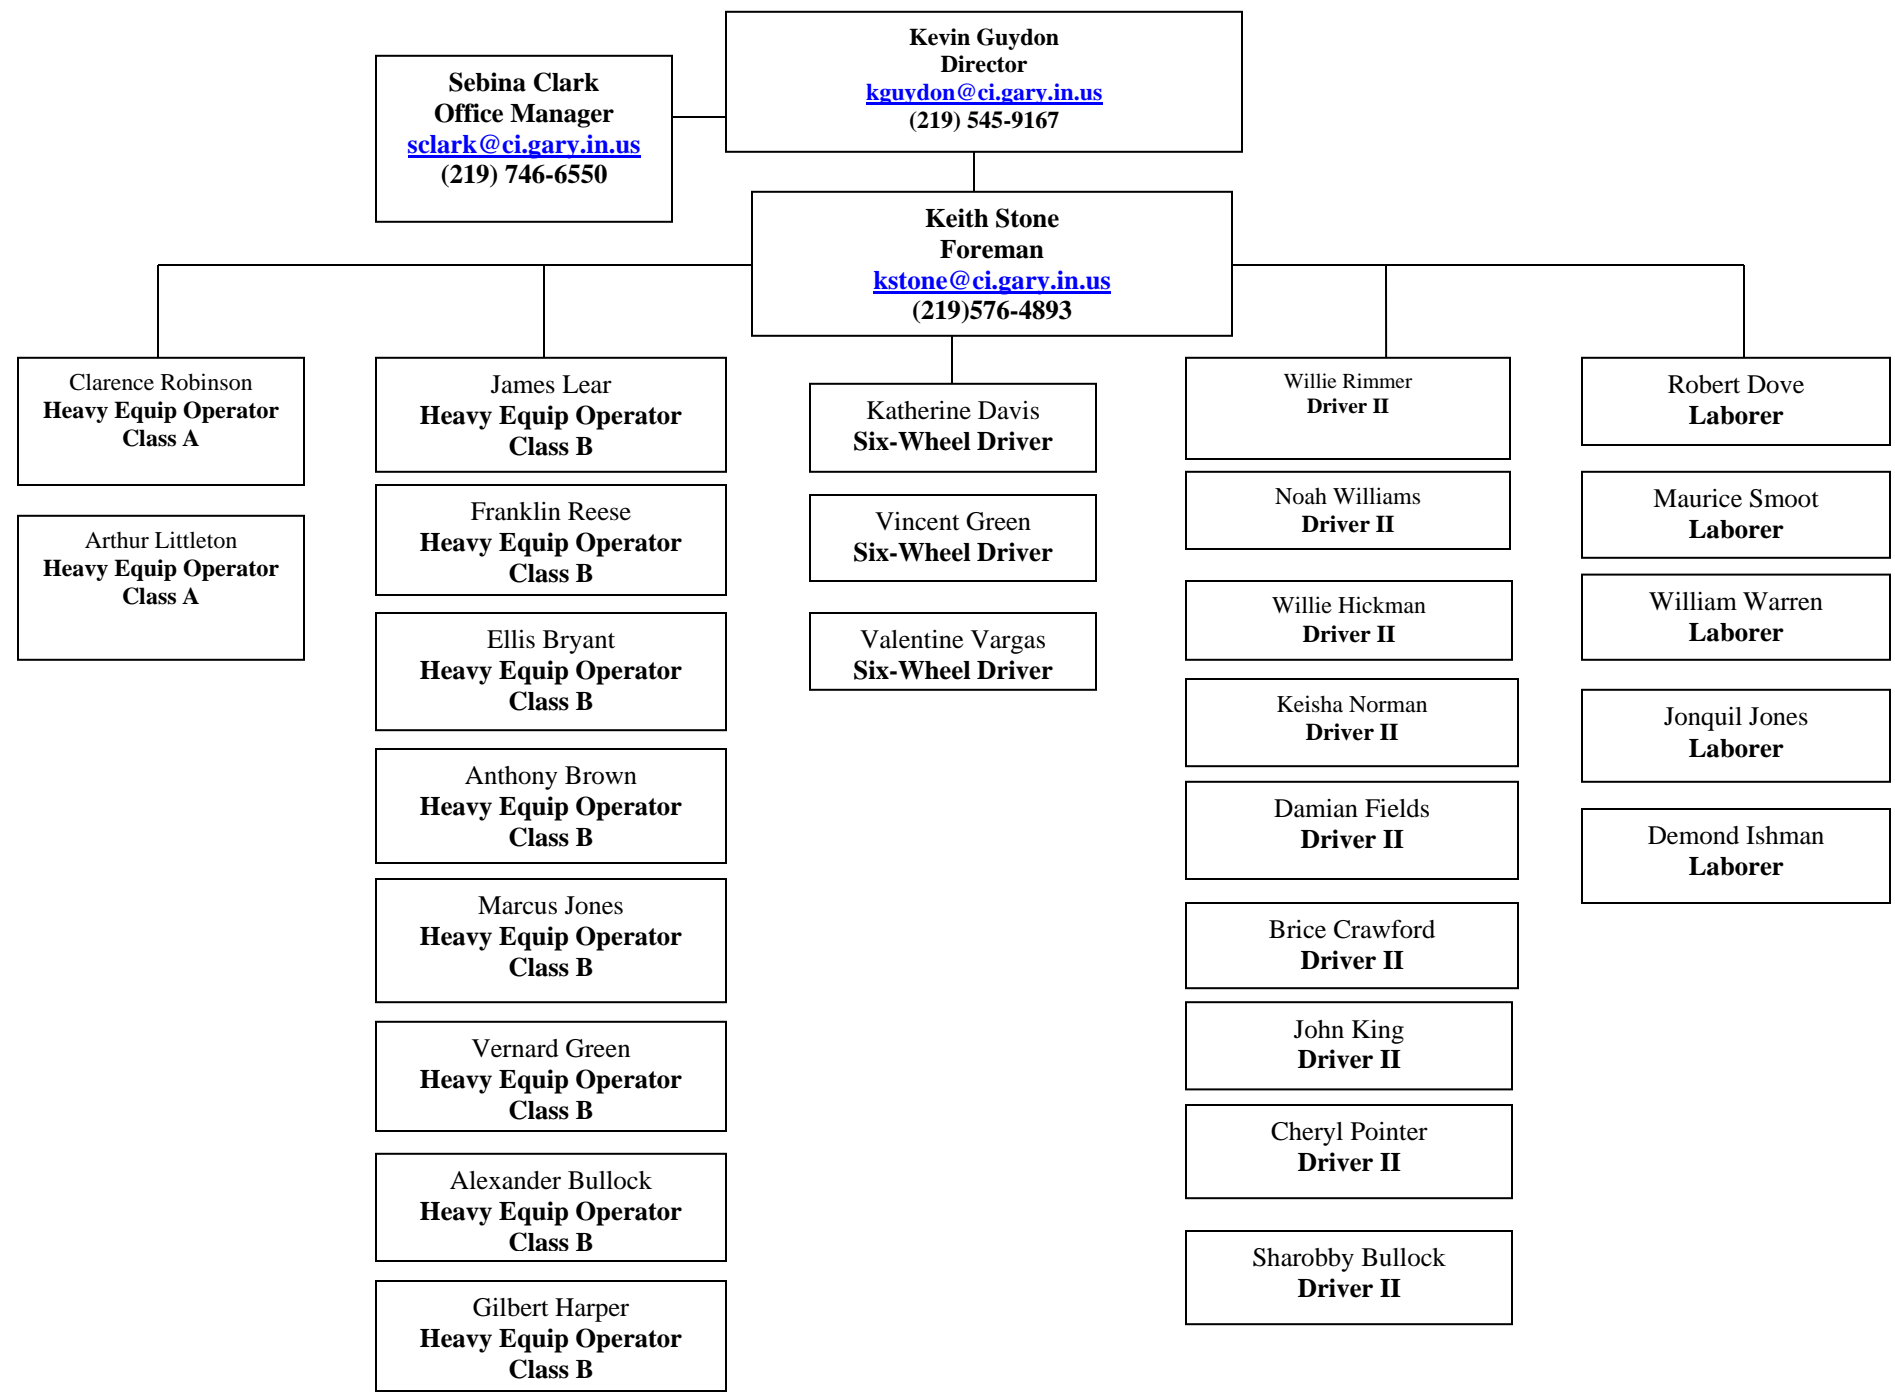 Kevin Guydon
Director
kguydon@ci.gary.in.us
(219) 545-9167
Sebina Clark
Office Manager
sclark@ci.gary.in.us
(219) 746-6550
Keith Stone
Foreman
kstone@ci.gary.in.us
(219)576-4893
Clarence Robinson
Heavy Equip Operator
Class A
Arthur Littleton
Heavy Equip Operator
Class A
James Lear
Heavy Equip Operator
Class B
Franklin Reese
Heavy Equip Operator
Class B
Ellis Bryant
Heavy Equip Operator
Class B
Anthony Brown
Heavy Equip Operator
Class B
Marcus Jones
Heavy Equip Operator
Class B
Vernard Green
Heavy Equip Operator
Class B
Alexander Bullock
Heavy Equip Operator
Class B
Gilbert Harper
Heavy Equip Operator
Class B
Katherine Davis
Six-Wheel Driver
Vincent Green
Six-Wheel Driver
Valentine Vargas
Six-Wheel Driver
Willie Rimmer
Driver II
Noah Williams
Driver II
Willie Hickman
Driver II
Keisha Norman
Driver II
Damian Fields
Driver II
Brice Crawford
Driver II
John King
Driver II
Cheryl Pointer
Driver II
Sharobby Bullock
Driver II
Robert Dove
Laborer
Maurice Smoot
Laborer
William Warren
Laborer
Jonquil Jones
Laborer
Demond Ishman
Laborer